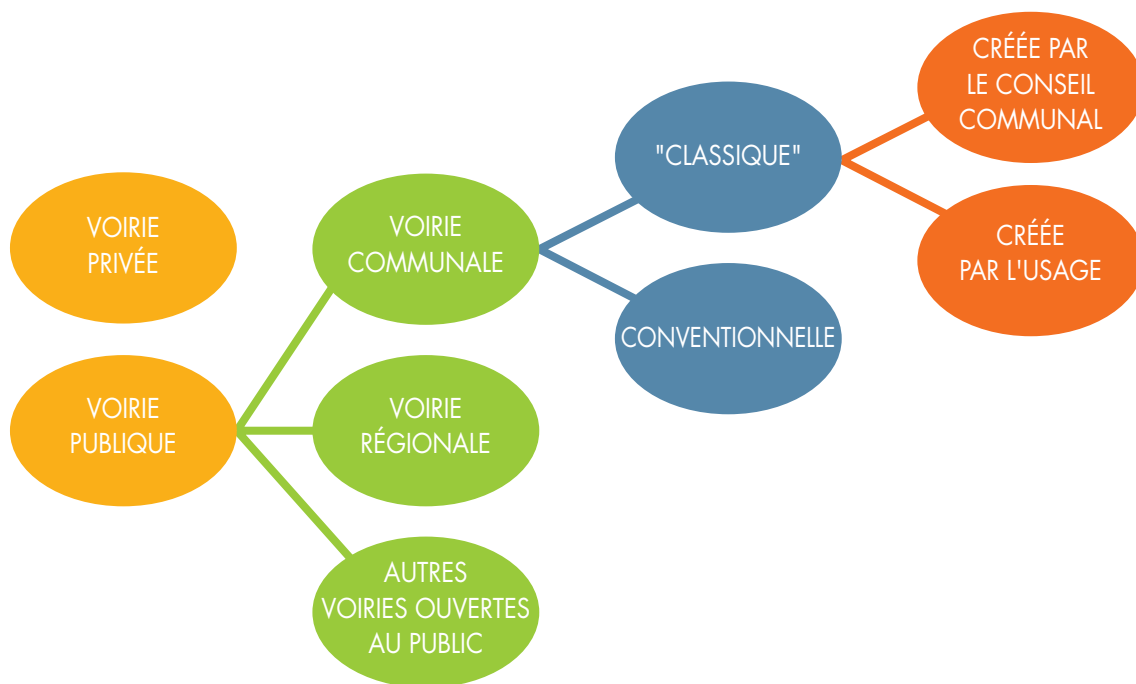 VOIRIE
PRIVÉE
VOIRIE
PUBLIQUE
VOIRIE
COMMUNALE
VOIRIE
RÉGIONALE
AUTRES
VOIRIES OUVERTES
AU PUBLIC
"CLASSIQUE"
CONVENTIONNELLE
CRÉÉE PAR
LE CONSEIL
COMMUNAL
CRÉÉE
PAR L'USAGE